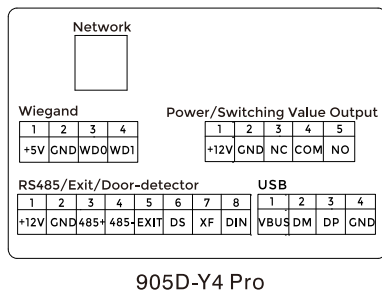 Network
Wiegand
1 2 3 4
+5V GND WD0 WD1
Power/Switching Value Output
1 2 3 4 5
+12V GND NC COM NO
RS485/Exit/Door-detector
1 2 3 4 5 6 7 8
+12V GND 485+ 485- EXIT DS XF DIN
USB
1 2 3 4
VBUS DM DP GND
905D-Y4 Pro